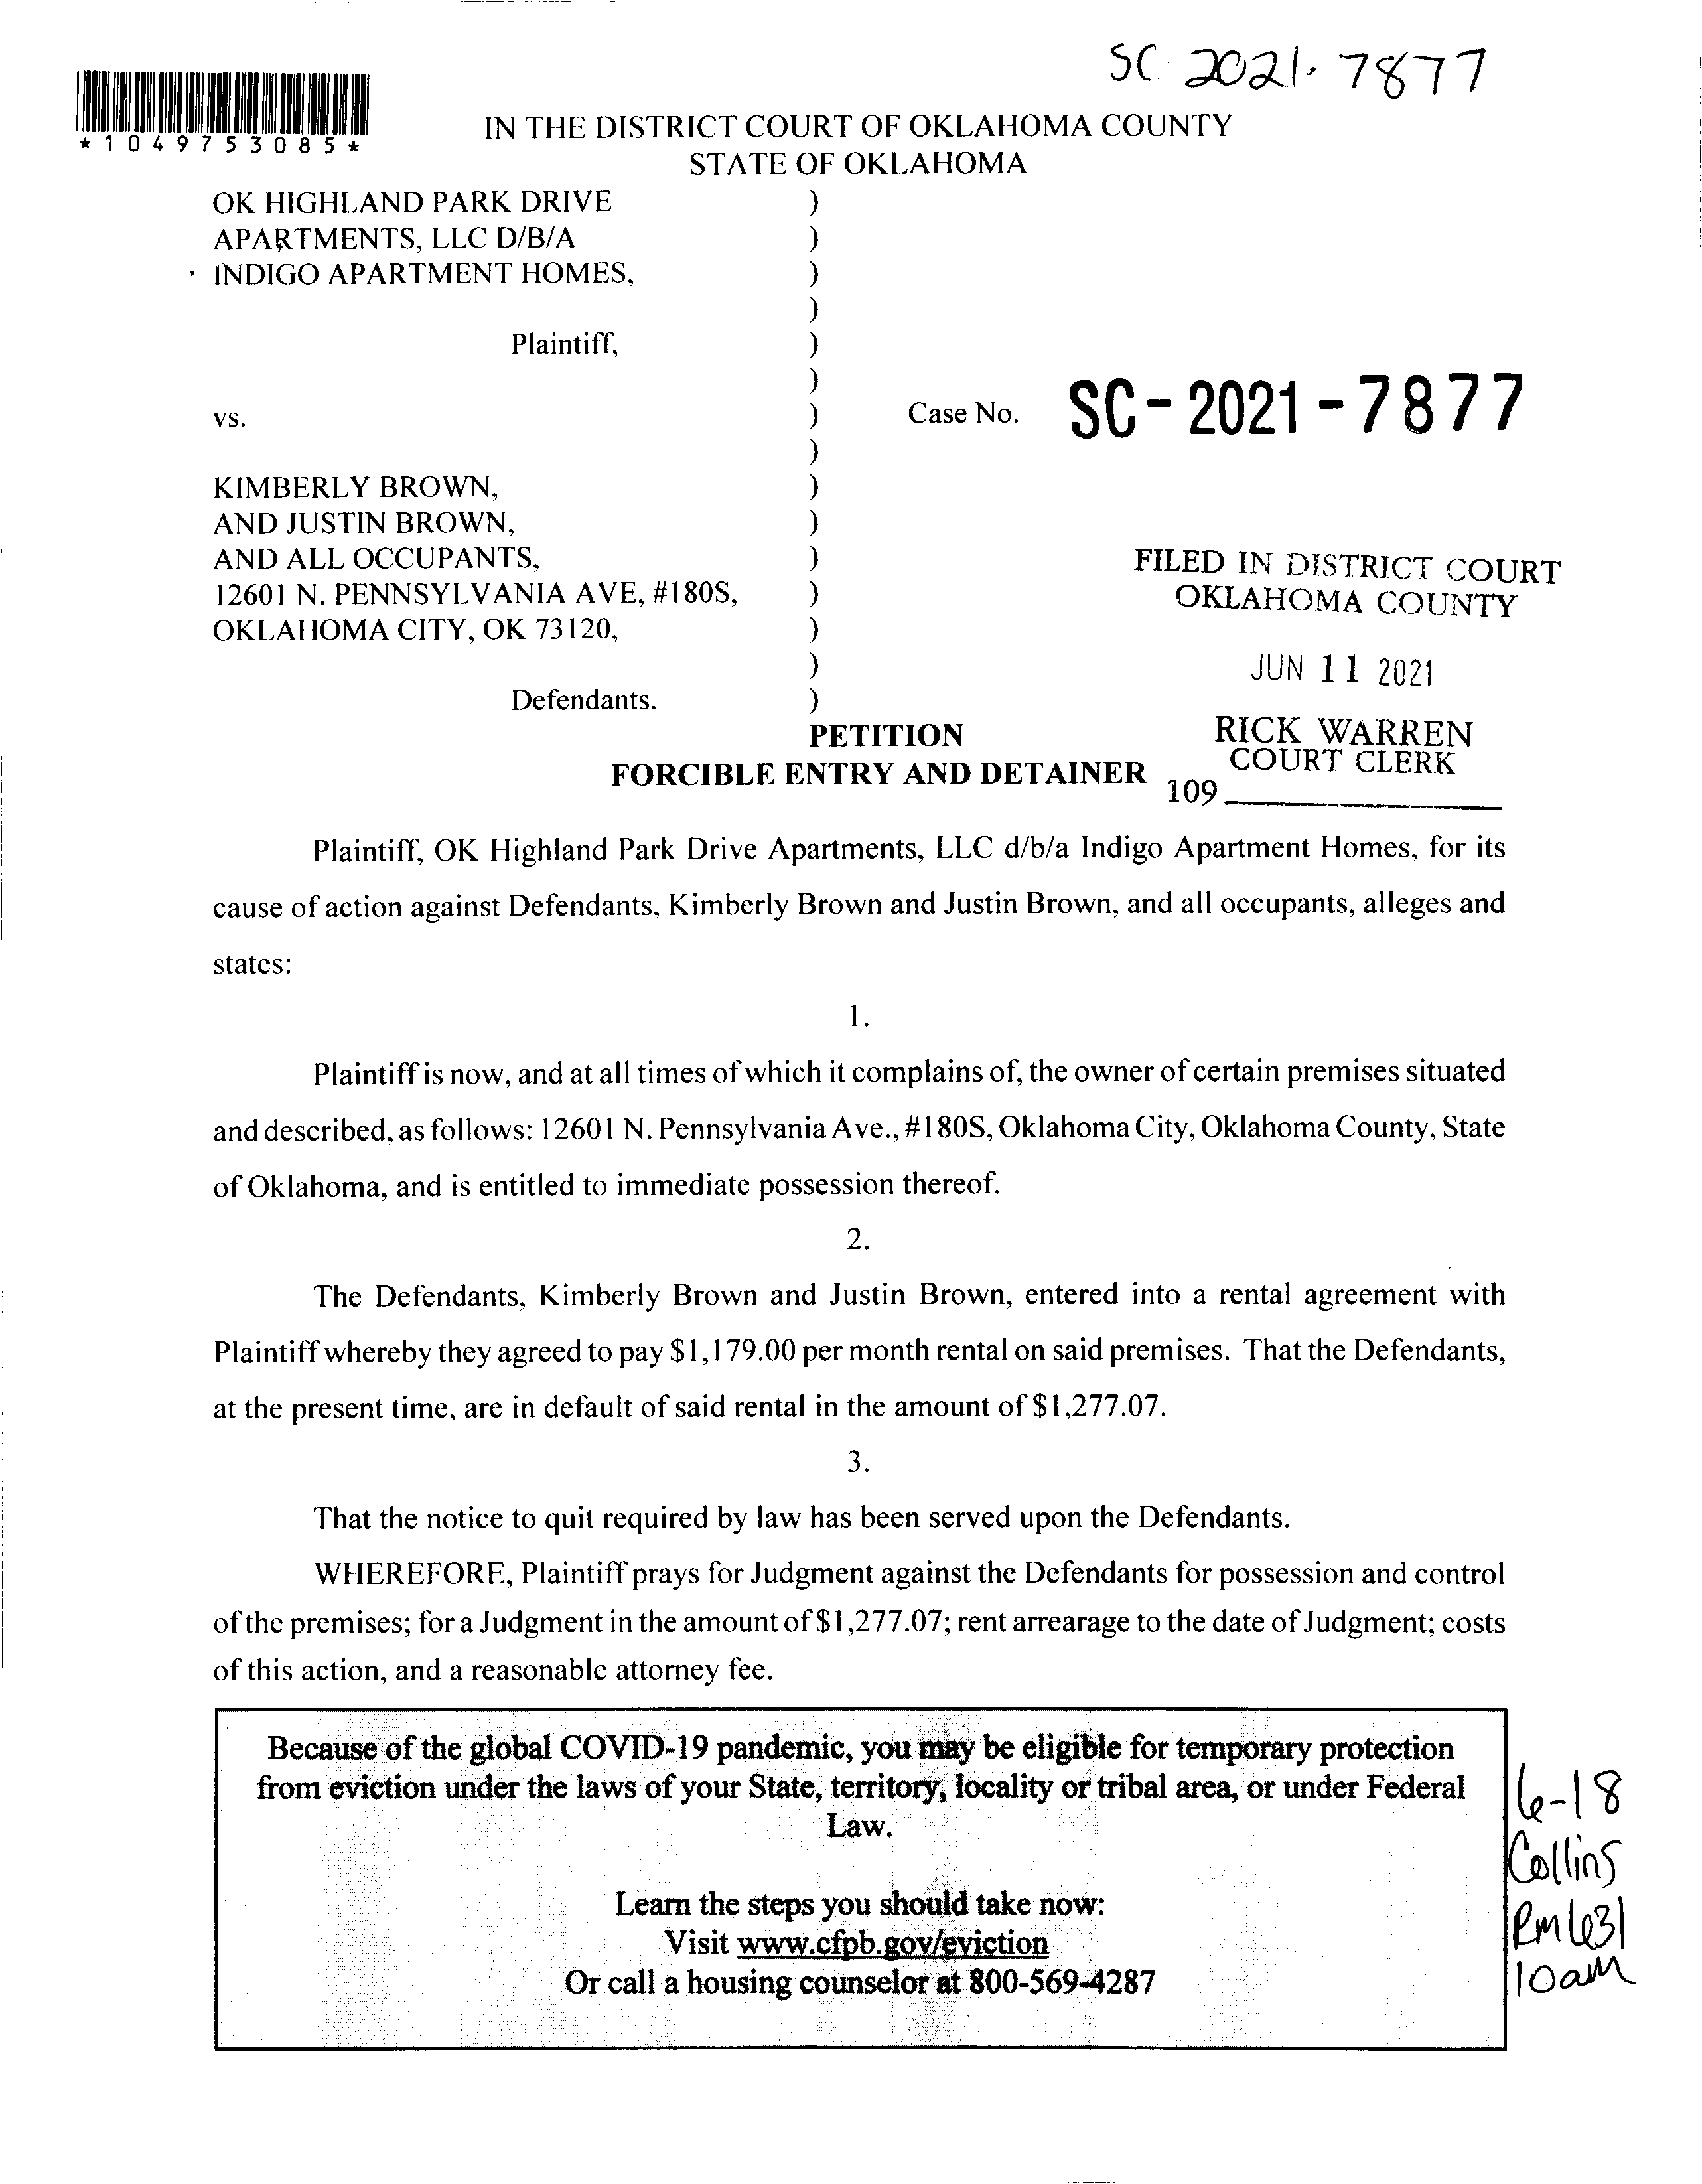 SC 2021-7877
*1049753085*
IN THE DISTRICT COURT OF OKLAHOMA COUNTY
STATE OF OKLAHOMA
OK HIGHLAND PARK DRIVE )
APARTMENTS, LLC D/B/A )
INDIGO APARTMENT HOMES, )
)
Plaintiff, )
)
vs. ) Case No. SC-2021-7877
)
KIMBERLY BROWN, )
AND JUSTIN BROWN, )
AND ALL OCCUPANTS, )
12601 N. PENNSYLVANIA AVE, #180S, )
OKLAHOMA CITY, OK 73120, )
)
Defendants. )
FILED IN DISTRICT COURT
OKLAHOMA COUNTY
JUN 11 2021
RICK WARREN
COURT CLERK
109
PETITION
FORCIBLE ENTRY AND DETAINER
Plaintiff, OK Highland Park Drive Apartments, LLC d/b/a Indigo Apartment Homes, for its
cause of action against Defendants, Kimberly Brown and Justin Brown, and all occupants, alleges and
states:
1.
Plaintiff is now, and at all times of which it complains of, the owner of certain premises situated
and described, as follows: 12601 N. Pennsylvania Ave., #180S, Oklahoma City, Oklahoma County, State
of Oklahoma, and is entitled to immediate possession thereof.
2.
The Defendants, Kimberly Brown and Justin Brown, entered into a rental agreement with
Plaintiff whereby they agreed to pay $1,179.00 per month rental on said premises. That the Defendants,
at the present time, are in default of said rental in the amount of $1,277.07.
3.
That the notice to quit required by law has been served upon the Defendants.
WHEREFORE, Plaintiff prays for Judgment against the Defendants for possession and control
of the premises; for a Judgment in the amount of $1,277.07; rent arrearage to the date of Judgment; costs
of this action, and a reasonable attorney fee.
Because of the global COVID-19 pandemic, you may be eligible for temporary protection
from eviction under the laws of your State, territory, locality or tribal area, or under Federal
Law.
Learn the steps you should take now:
Visit www.cfpb.gov/eviction
Or call a housing counselor at 800-569-4287
6-18
Collins
Rm 631
10am